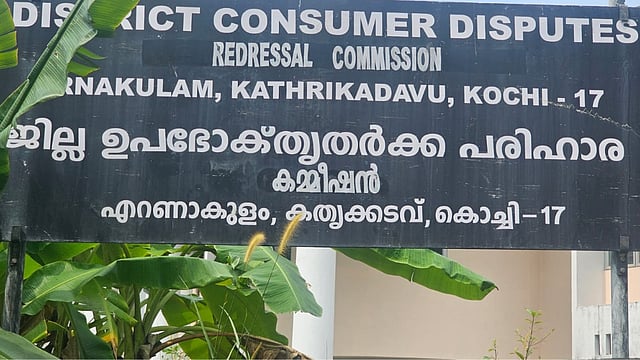 DISTRICT CONSUMER DISPUTES
REDRESSAL COMMISSION
RNAKULAM, KATHRIKADAVU, KOCHI - 17
ജില്ല ഉപഭോക്തൃതർക്ക പരിഹാര
കമ്മീഷൻ
എറണാകുളം, കതൃക്കടവ്, കൊച്ചി – 17